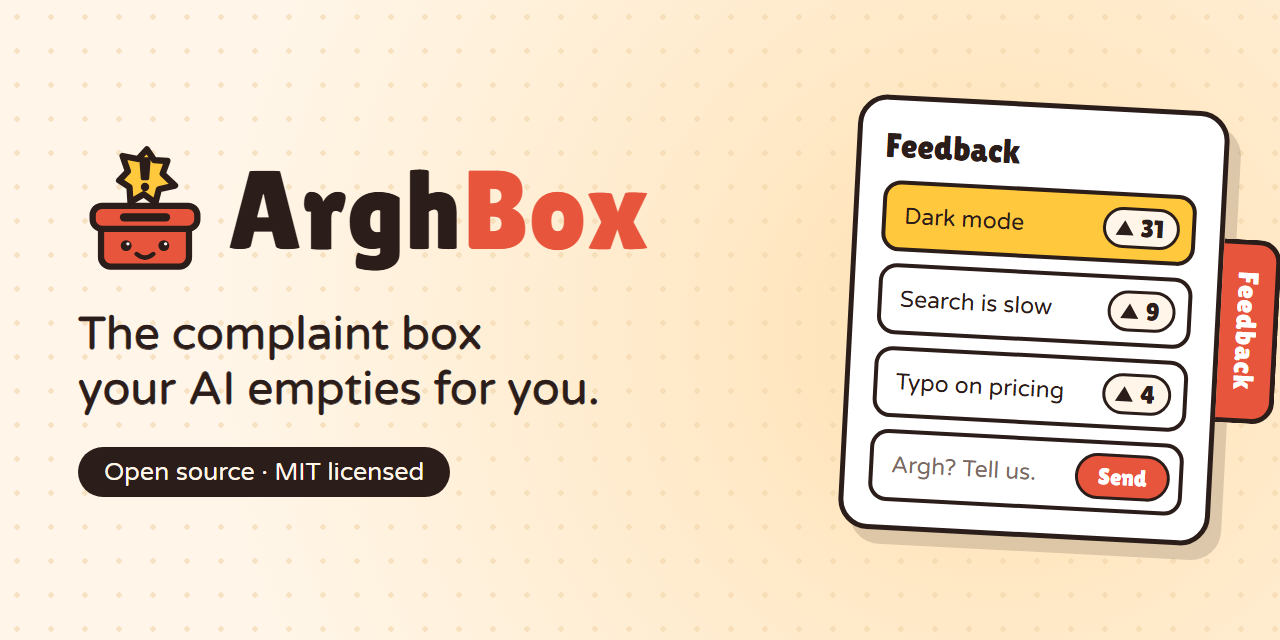 ArghBox
The complaint box
your AI empties for you.
Open source · MIT licensed
Feedback
Dark mode ▲ 31
Search is slow ▲ 9
Typo on pricing ▲ 4
Argh? Tell us. Send
Feedback